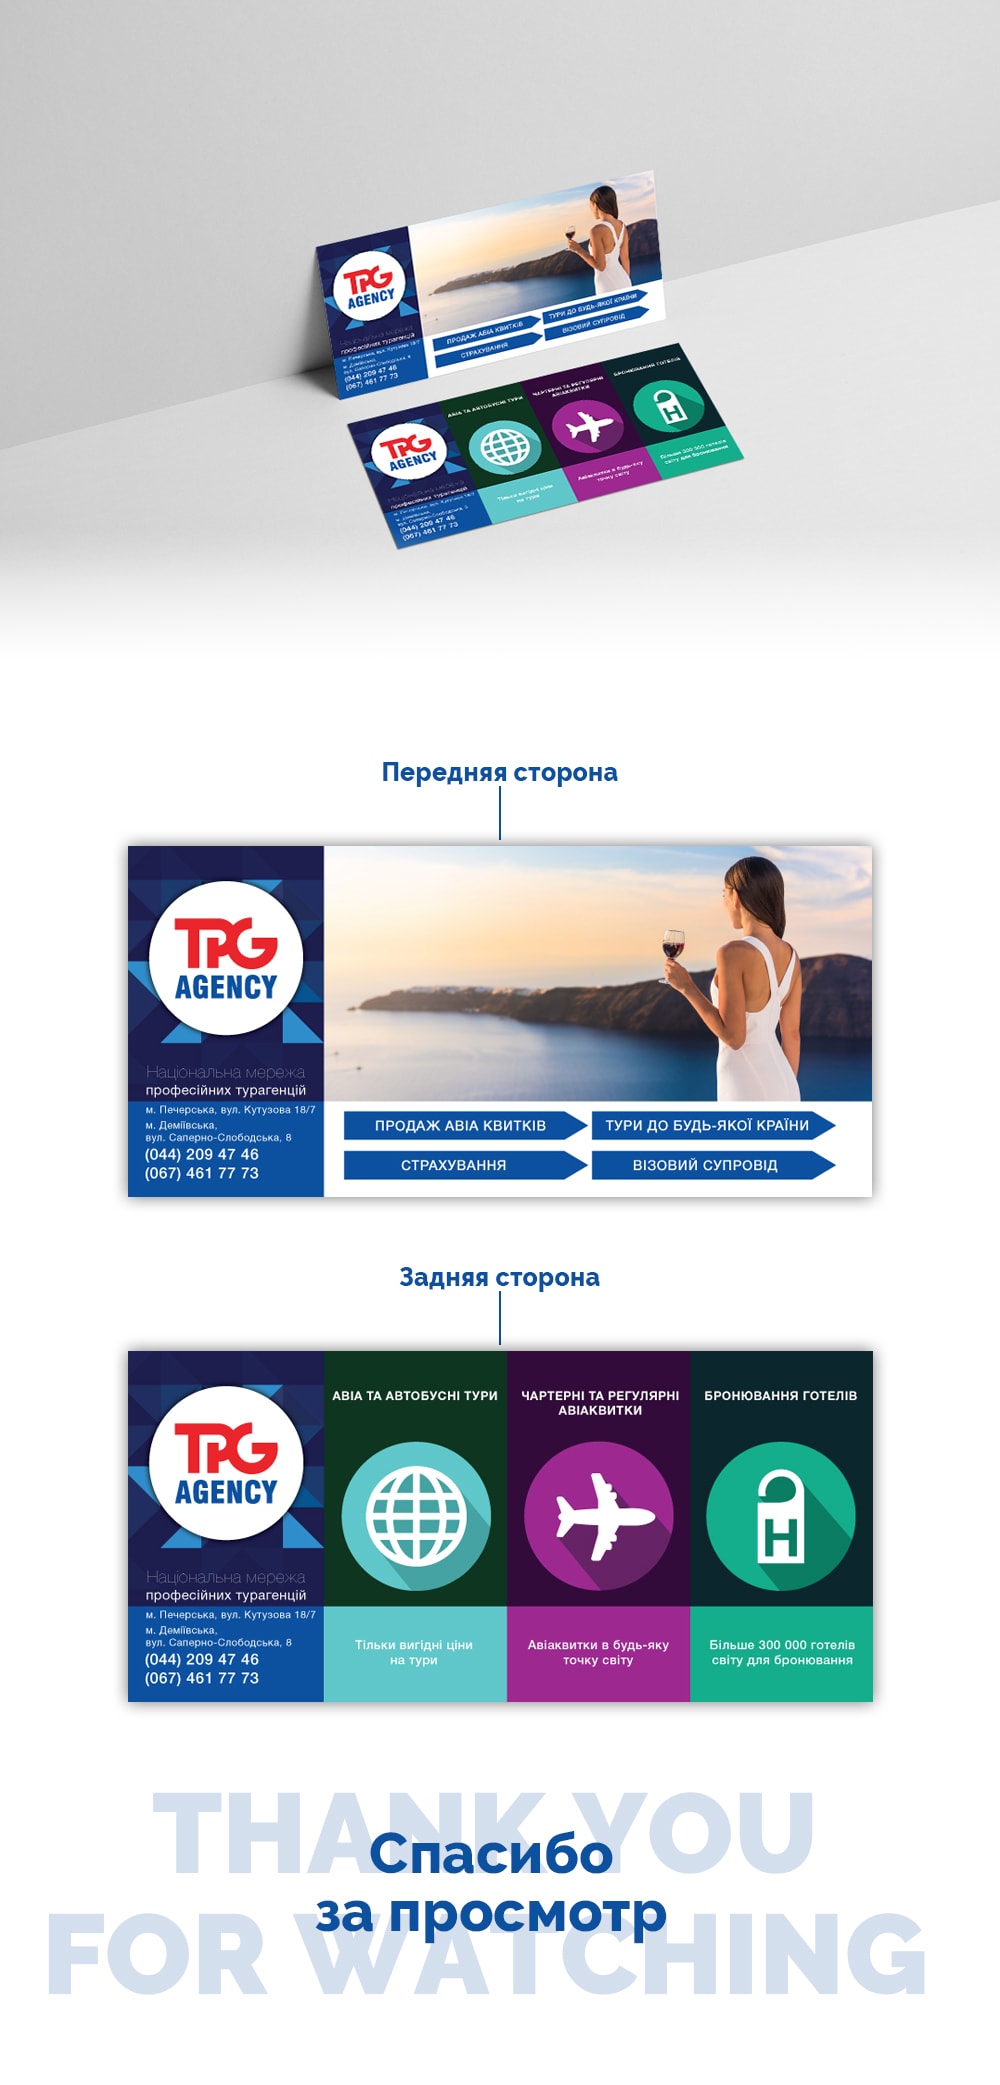 TPG
AGENCY
Національна мережа
професійних турагенцій
м. Печерська, вул. Кутузова 18/7
м. Деміївська,
вул. Саперно-Слободська, 8
(044) 209 47 46
(067) 461 77 73
ПРОДАЖ АВІА КВИТКІВ
ТУРИ ДО БУДЬ-ЯКОЇ КРАЇНИ
СТРАХУВАННЯ
ВІЗОВИЙ СУПРОВІД
TPG
AGENCY
Національна мережа
професійних турагенцій
м. Печерська, вул. Кутузова 18/7
м. Деміївська,
вул. Саперно-Слободська, 8
(044) 209 47 46
(067) 461 77 73
АВІА ТА АВТОБУСНІ ТУРИ
Тільки вигідні ціни
на тури
ЧАРТЕРНІ ТА РЕГУЛЯРНІ
АВІАКВИТКИ
Авіаквитки в будь-яку
точку світу
БРОНЮВАННЯ ГОТЕЛІВ
H
Більше 300 000 готелів
світу для бронювання
Передняя сторона
TPG
AGENCY
Національна мережа
професійних турагенцій
м. Печерська, вул. Кутузова 18/7
м. Деміївська,
вул. Саперно-Слободська, 8
(044) 209 47 46
(067) 461 77 73
ПРОДАЖ АВІА КВИТКІВ
ТУРИ ДО БУДЬ-ЯКОЇ КРАЇНИ
СТРАХУВАННЯ
ВІЗОВИЙ СУПРОВІД
Задняя сторона
TPG
AGENCY
Національна мережа
професійних турагенцій
м. Печерська, вул. Кутузова 18/7
м. Деміївська,
вул. Саперно-Слободська, 8
(044) 209 47 46
(067) 461 77 73
АВІА ТА АВТОБУСНІ ТУРИ
Тільки вигідні ціни
на тури
ЧАРТЕРНІ ТА РЕГУЛЯРНІ
АВІАКВИТКИ
Авіаквитки в будь-яку
точку світу
БРОНЮВАННЯ ГОТЕЛІВ
H
Більше 300 000 готелів
світу для бронювання
THANK YOU
Спасибо
за просмотр
FOR WATCHING